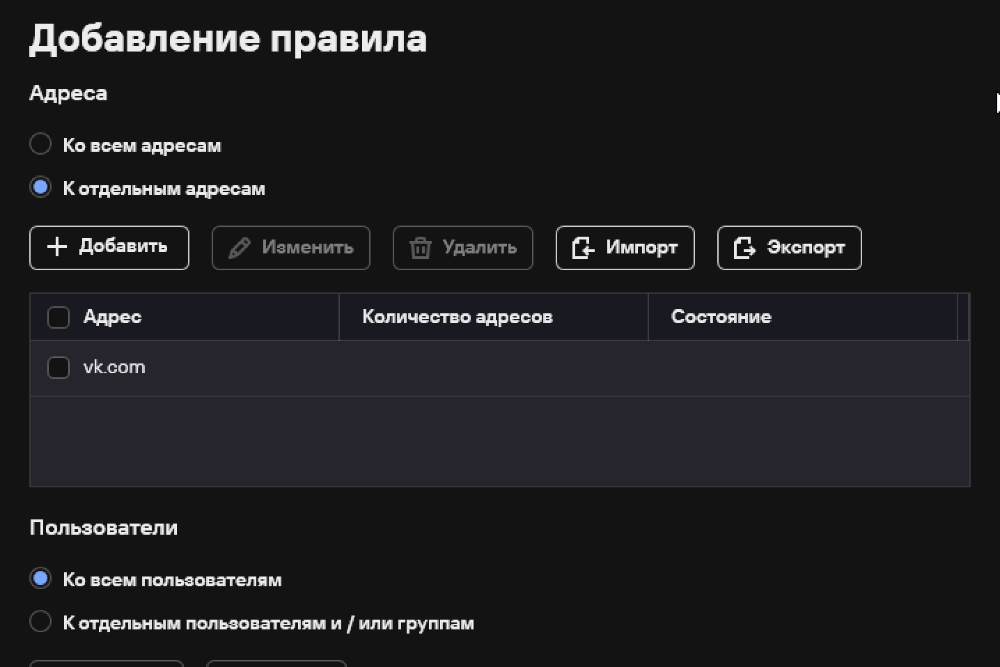 Добавление правила
Адреса
Ко всем адресам
К отдельным адресам
Добавить Изменить Удалить Импорт Экспорт
Адрес Количество адресов Состояние
vk.com
Пользователи
Ко всем пользователям
К отдельным пользователям и / или группам